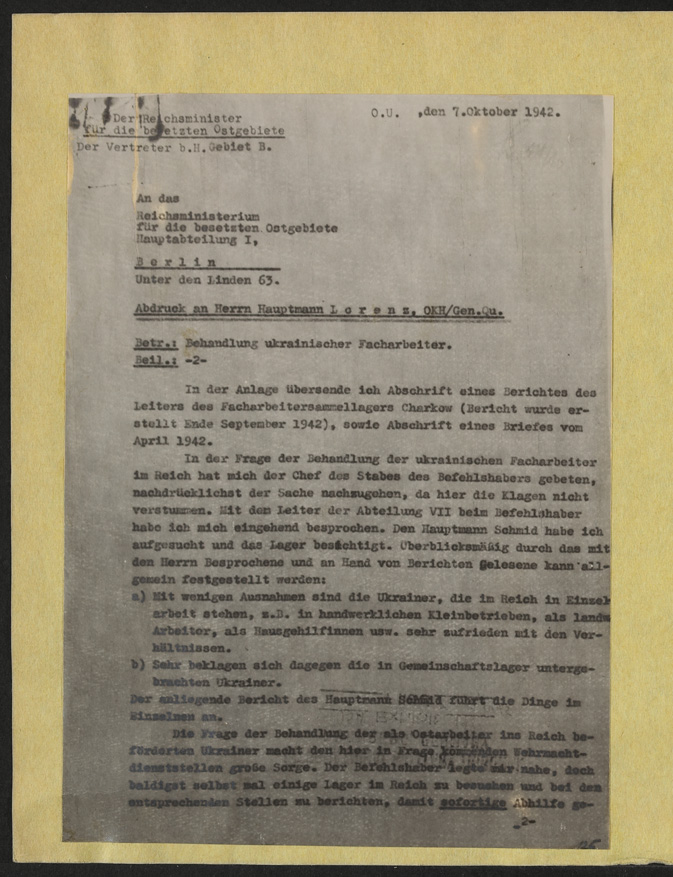 Der Reichsminister
für die besetzten Ostgebiete
Der Vertreter b.H. Gebiet B.
O.U. ,den 7.Oktober 1942.
An das
Reichsministerium
für die besetzten Ostgebiete
Hauptabteilung I,
B e r l i n
Unter den Linden 63.
Abdruck an Herrn Hauptmann L o r e n z, OKH/Gen.Qu.
Betr.: Behandlung ukrainischer Facharbeiter.
Beil.: -2-
In der Anlage übersende ich Abschrift eines Berichtes des
Leiters des Facharbeitersammellagers Charkow (Bericht wurde er-
stellt Ende September 1942), sowie Abschrift eines Briefes vom
April 1942.
In der Frage der Behandlung der ukrainischen Facharbeiter
im Reich hat mich der Chef des Stabes des Befehlshabers gebeten,
nachdrücklichst der Sache nachzugehen, da hier die Klagen nicht
verstummen. Mit dem Leiter der Abteilung VII beim Befehlshaber
habe ich mich eingehend besprochen. Den Hauptmann Schmid habe ich
aufgesucht und das Lager besichtigt. Überblicksmäßig durch das mit
den Herrn Besprochene und an Hand von Berichten Gelesene kann all-
gemein festgestellt werden:
a) Mit wenigen Ausnahmen sind die Ukrainer, die im Reich in Einzel
arbeit stehen, z.B. in handwerklichen Kleinbetrieben, als landw
Arbeiter, als Hausgehilfinnen usw. sehr zufrieden mit den Ver-
hältnissen.
b) Sehr beklagen sich dagegen die in Gemeinschaftslager unterge-
brachten Ukrainer.
Der anliegende Bericht des Hauptmann Schmid führt die Dinge im
Einzelnen an.
Die Frage der Behandlung der als Ostarbeiter ins Reich be-
förderten Ukrainer macht den hier in Frage kommenden Wehrmacht-
dienststellen große Sorge. Der Befehlshaber legte mir nahe, doch
baldigst selbst mal einige Lager im Reich zu besuchen und bei den
entsprechenden Stellen zu berichten, damit sofortige Abhilfe ge-
-2-